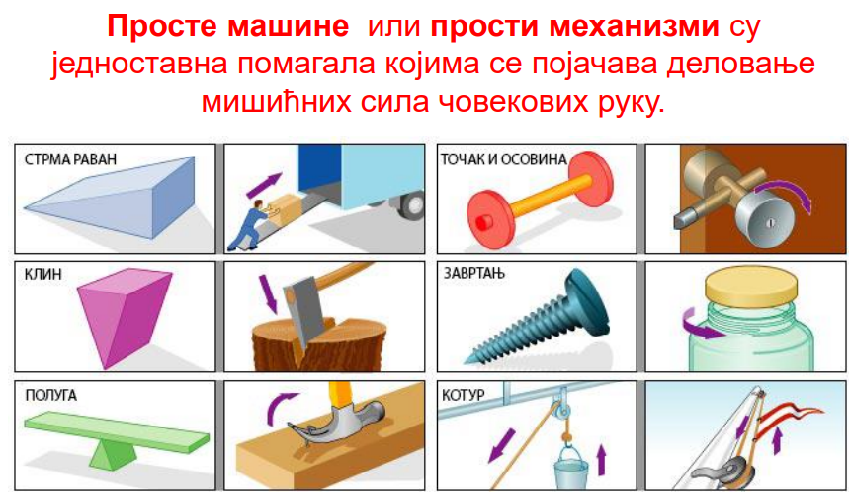 Просте машине или прости механизми су
једноставна помагала којима се појачава деловање
мишићних сила човекових руку.
СТРМА РАВАН
ТОЧАК И ОСОВИНА
КЛИН
ЗАВРТАЊ
ПОЛУГА
КОТУР